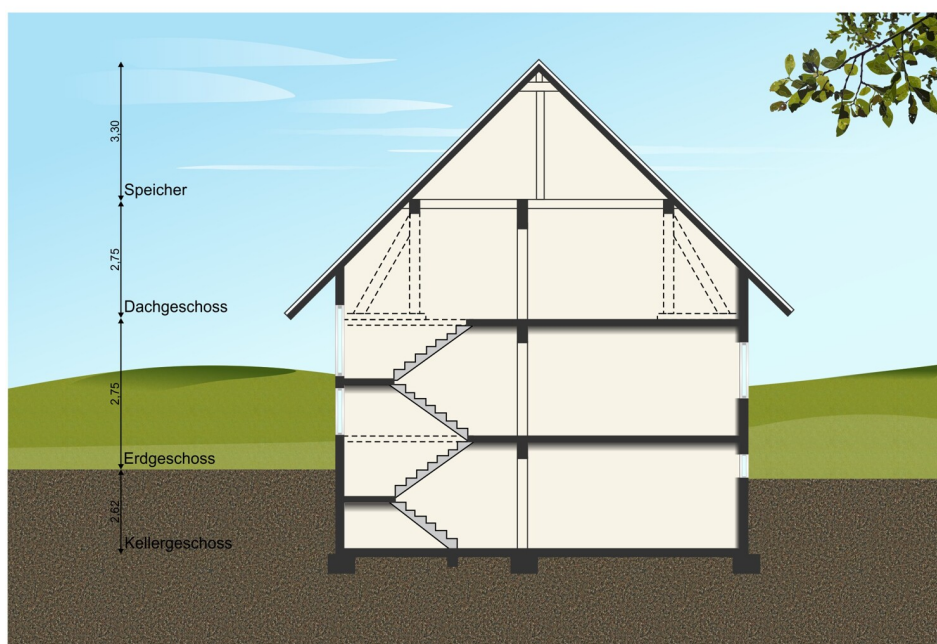 3,30
Speicher
2,75
Dachgeschoss
2,75
Erdgeschoss
2,62
Kellergeschoss